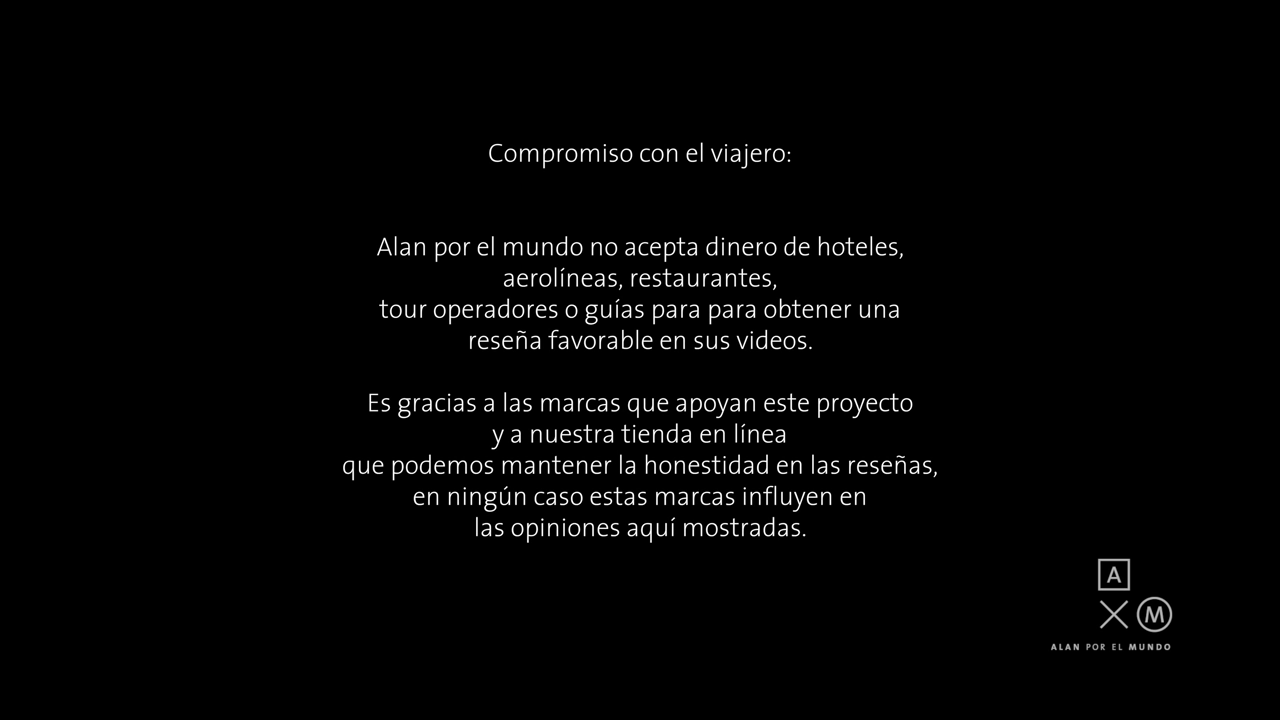 Compromiso con el viajero:
Alan por el mundo no acepta dinero de hoteles,
aerolíneas, restaurantes,
tour operadores o guías para para obtener una
reseña favorable en sus videos.
Es gracias a las marcas que apoyan este proyecto
y a nuestra tienda en línea
que podemos mantener la honestidad en las reseñas,
en ningún caso estas marcas influyen en
las opiniones aquí mostradas.
A
X M
ALAN POR EL MUNDO